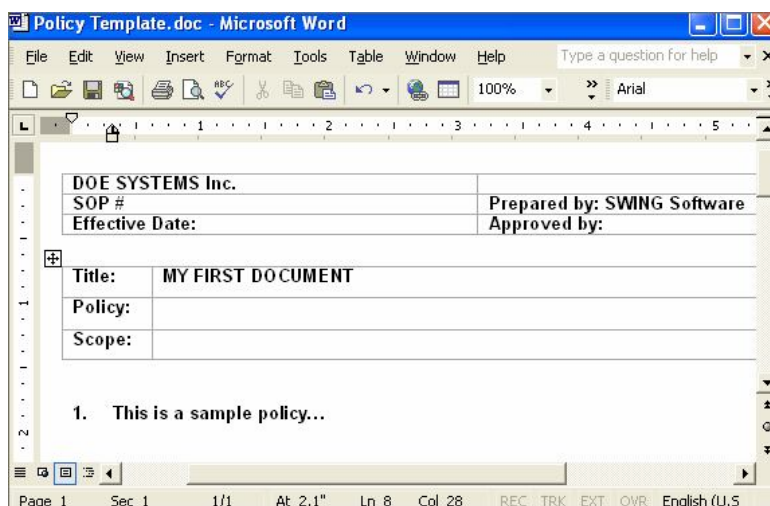 Policy Template.doc - Microsoft Word
File Edit View Insert Format Tools Table Window Help Type a question for help
ABC 100% Arial
1 2 3 4 5
DOE SYSTEMS Inc.
SOP # Prepared by: SWING Software
Effective Date: Approved by:
Title: MY FIRST DOCUMENT
Policy:
Scope:
1
1. This is a sample policy...
2
Page 1 Sec 1 1/1 At 2.1" Ln 8 Col 28 REC TRK EXT OVR English (U.S